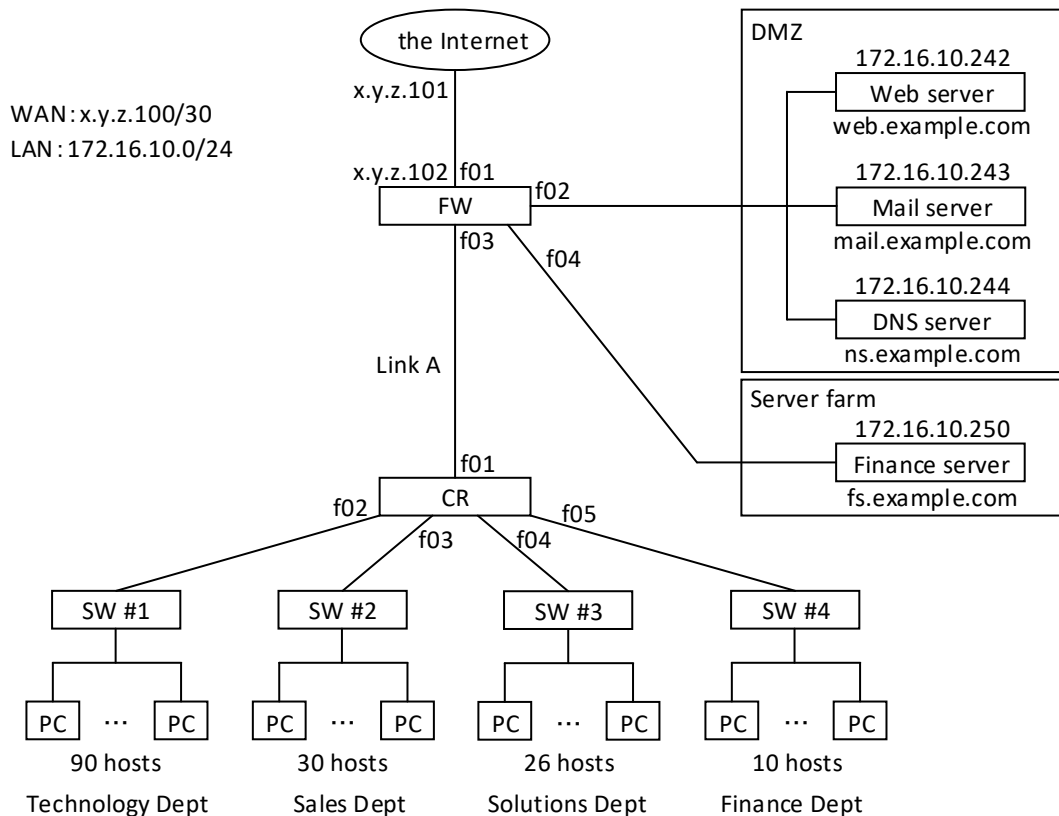 the Internet
DMZ
172.16.10.242
Web server
web.example.com
172.16.10.243
Mail server
mail.example.com
172.16.10.244
DNS server
ns.example.com
WAN:x.y.z.100/30
LAN:172.16.10.0/24
x.y.z.101
x.y.z.102
f01
FW
f02
f03
f04
Link A
Server farm
172.16.10.250
Finance server
fs.example.com
f01
CR
f02
f03
f04
f05
SW #1
SW #2
SW #3
SW #4
PC … PC
PC … PC
PC … PC
PC … PC
90 hosts
30 hosts
26 hosts
10 hosts
Technology Dept
Sales Dept
Solutions Dept
Finance Dept